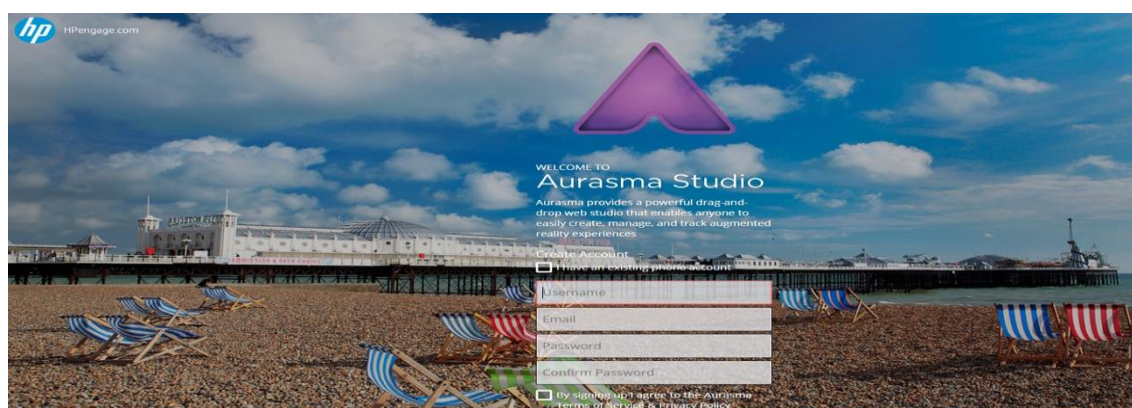 hp
HPengage.com
WELCOME TO
Aurasma Studio
Aurasma provides a powerful drag-and-
drop web studio that enables anyone to
easily create, manage, and track augmented
reality experiences
Create Account
I have an existing phone account
Username
Email
Password
Confirm Password
By signing up I agree to the Aurasma
Terms of Service & Privacy Policy